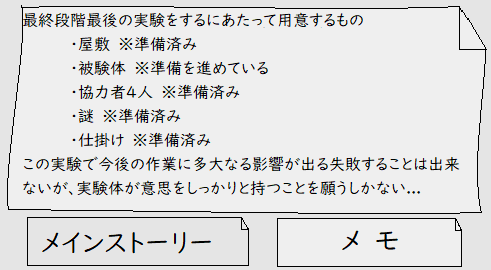 最終段階最後の実験をするにあたって用意するもの
・屋敷 ※準備済み
・被験体 ※準備を進めている
・協力者4人 ※準備済み
・謎 ※準備済み
・仕掛け ※準備済み
この実験で今後の作業に多大なる影響が出る失敗することは出来
ないが、実験体が意思をしっかりと持つことを願うしかない…
メインストーリー
メ モ